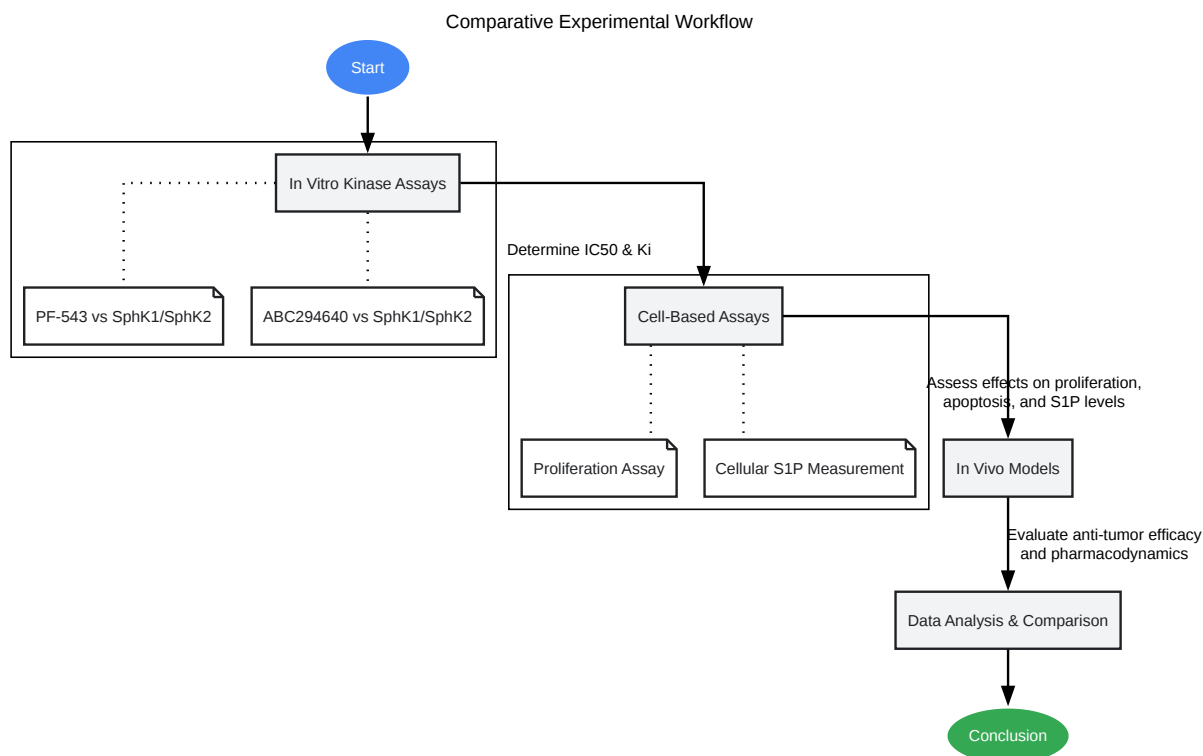 Comparative Experimental Workflow
Start
In Vitro Kinase Assays
Determine IC50 & Ki
PF-543 vs SphK1/SphK2
ABC294640 vs SphK1/SphK2
Cell-Based Assays
Assess effects on proliferation,
apoptosis, and S1P levels
Proliferation Assay
Cellular S1P Measurement
In Vivo Models
Evaluate anti-tumor efficacy
and pharmacodynamics
Data Analysis & Comparison
Conclusion